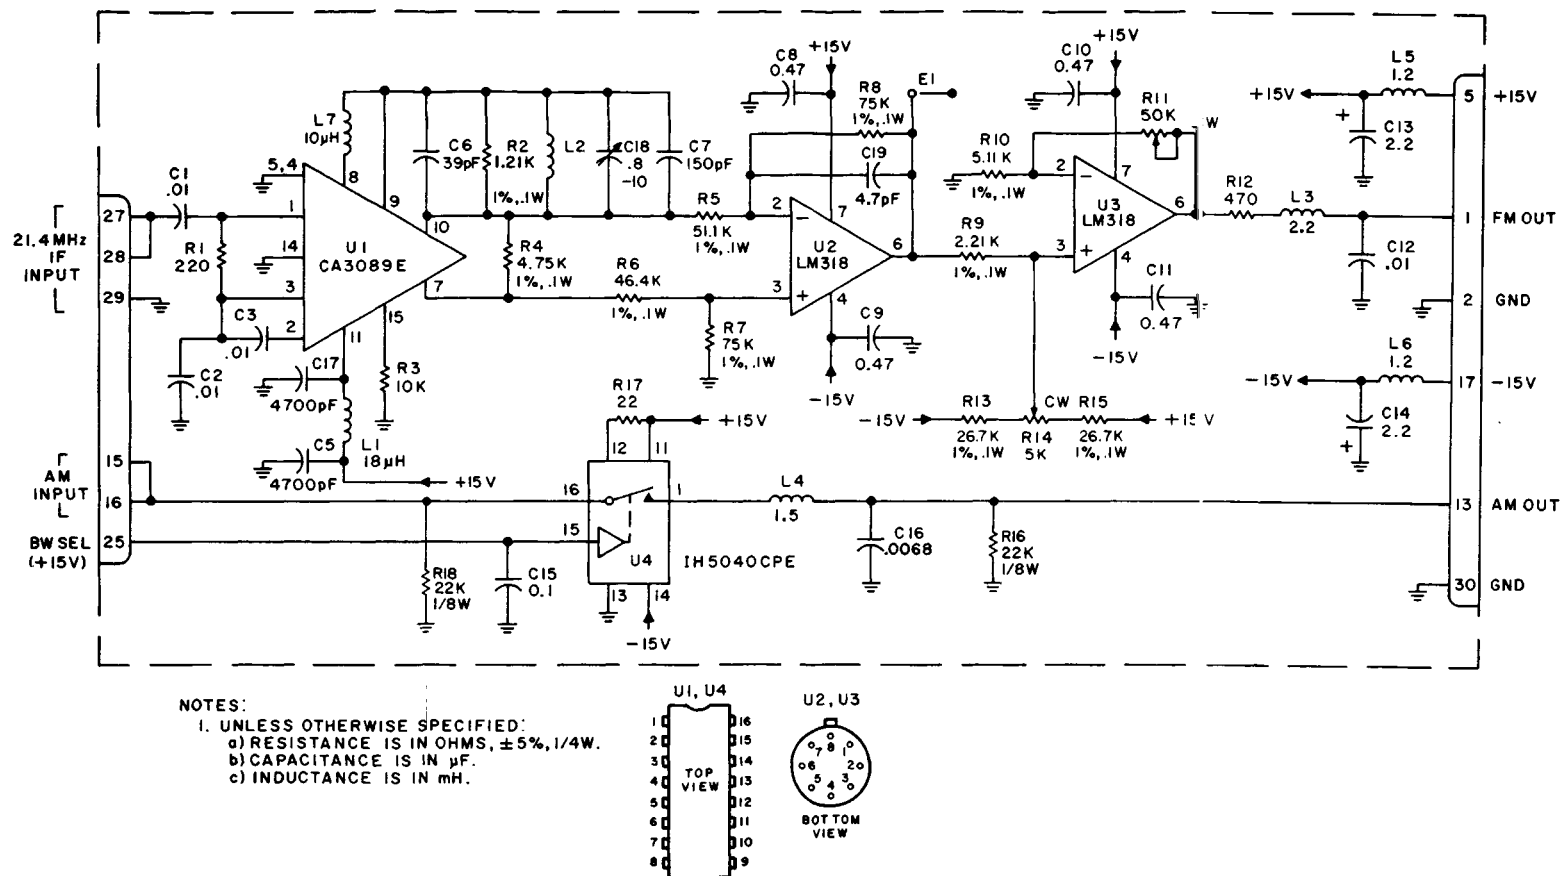 C8
0.47
+15V
E1
R8
75K
1%, .1W
C10
0.47
+15V
R11
50K
W
L5
1.2
+15V
5
+15V
+
C13
2.2
L7
10µH
C6
39pF
R2
1.21K
1%, .1W
L2
C18
.8
-10
C7
150pF
C19
4.7pF
R10
5.11K
1%, .1W
5,4
8
9
10
7
15
11
1
14
3
2
U1
CA3089E
C1
.01
27
28
29
21.4MHz
IF
INPUT
R1
220
C3
.01
C2
.01
R4
4.75K
1%, .1W
R5
51.1K
1%, .1W
R6
46.4K
1%, .1W
R7
75K
1%, .1W
2
3
7
6
4
−
+
U2
LM318
R9
2.21K
1%, .1W
2
3
7
6
4
−
+
U3
LM318
R12
470
L3
2.2
1
FM OUT
C12
.01
2
GND
C11
0.47
-15V
C9
0.47
-15V
C17
4700pF
R3
10K
C5
4700pF
L1
18µH
+15V
R17
22
+15V
12
11
-15V
R13
26.7K
1%, .1W
CW
R14
5K
R15
26.7K
1%, .1W
+15V
L6
1.2
-15V
17
-15V
C14
2.2
+
AM
INPUT
15
16
BW SEL
(+15V)
25
16
1
15
U4
IH5040CPE
13
14
-15V
R18
22K
1/8W
C15
0.1
L4
1.5
C16
.0068
R16
22K
1/8W
13
AM OUT
30
GND
NOTES:
1. UNLESS OTHERWISE SPECIFIED:
a) RESISTANCE IS IN OHMS, ±5%, 1/4W.
b) CAPACITANCE IS IN µF.
c) INDUCTANCE IS IN mH.
U1, U4
1
2
3
4
5
6
7
8
16
15
14
13
12
11
10
9
TOP
VIEW
U2, U3
8
7
1
6
2
5
3
4
BOTTOM
VIEW